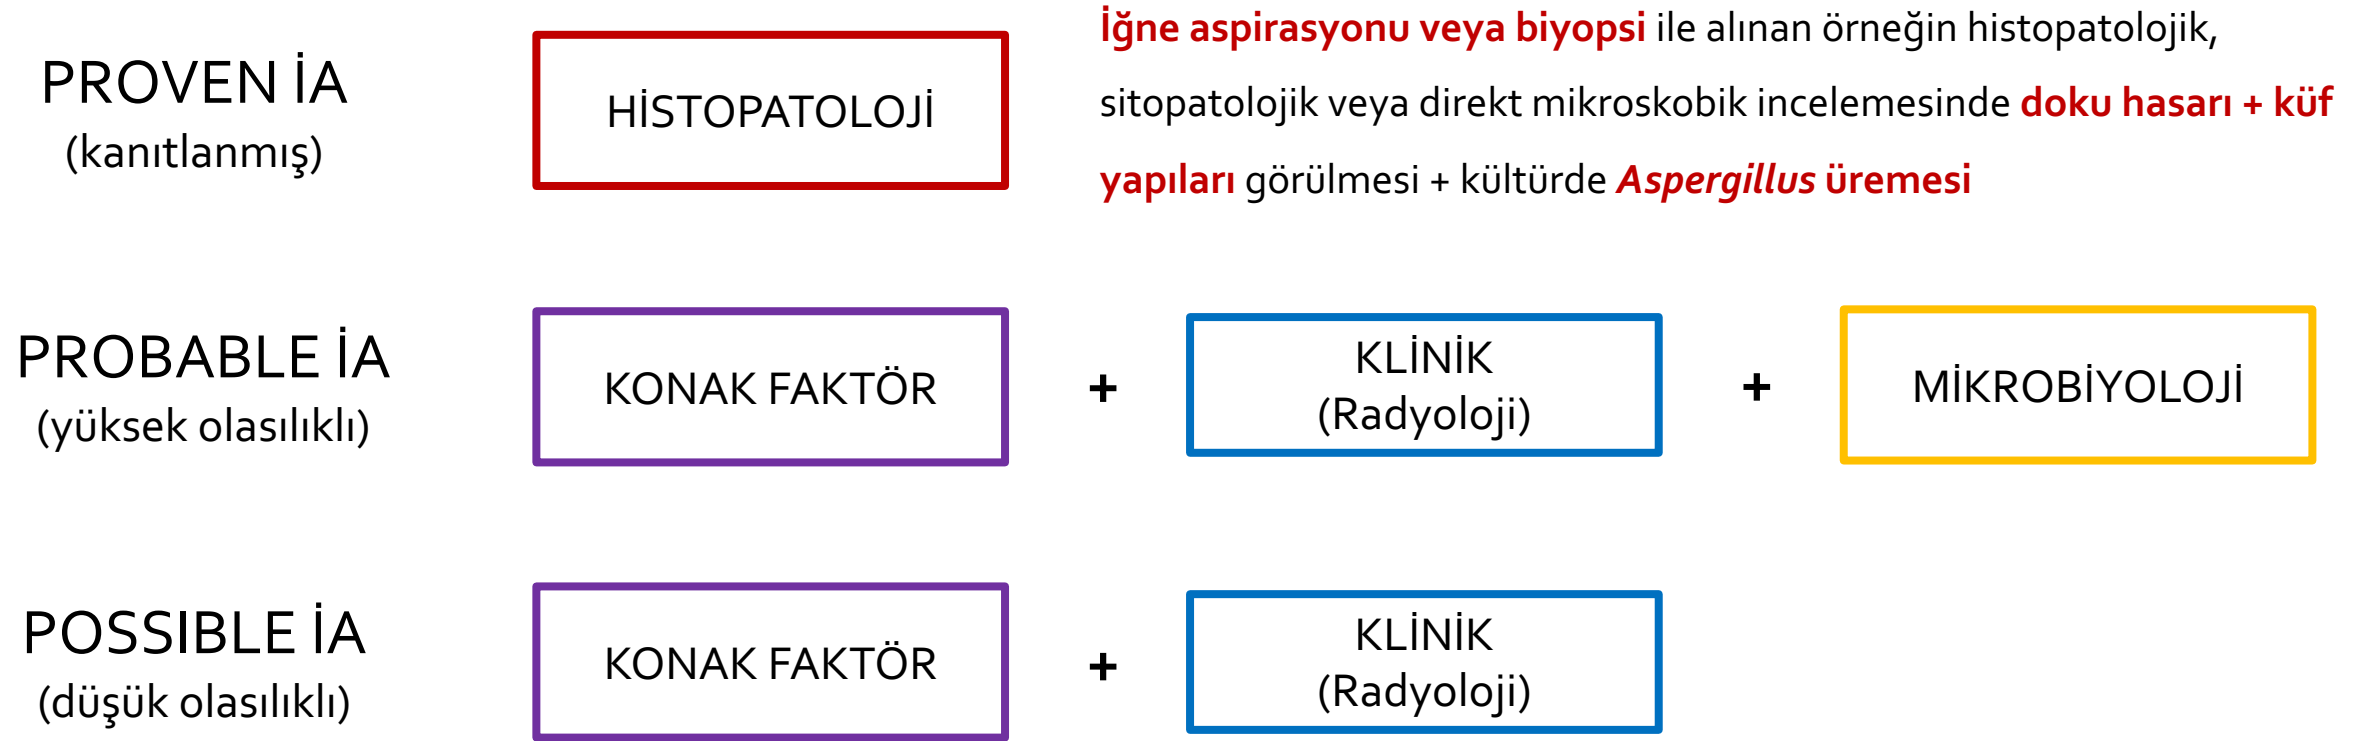 PROVEN İA
(kanıtlanmış)
HİSTOPATOLOJİ
İğne aspirasyonu veya biyopsi ile alınan örneğin histopatolojik,
sitopatolojik veya direkt mikroskobik incelemesinde doku hasarı + küf
yapıları görülmesi + kültürde Aspergillus üremesi
PROBABLE İA
(yüksek olasılıklı)
KONAK FAKTÖR
+
KLİNİK
(Radyoloji)
+
MİKROBİYOLOJİ
POSSIBLE İA
(düşük olasılıklı)
KONAK FAKTÖR
+
KLİNİK
(Radyoloji)